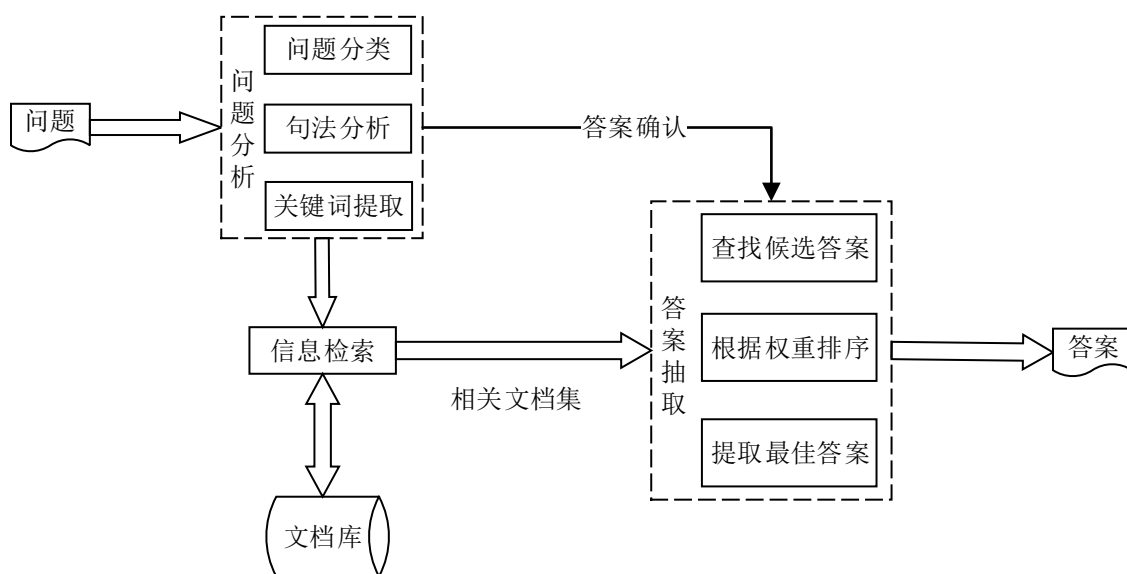 问题
问题分析
问题分类
句法分析
关键词提取
答案确认
信息检索
相关文档集
文档库
答案抽取
查找候选答案
根据权重排序
提取最佳答案
答案